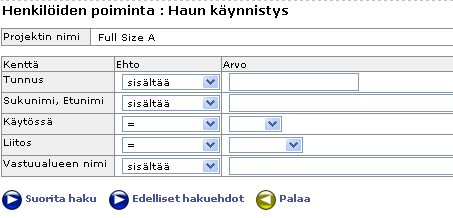 Henkilöiden poiminta : Haun käynnistys
Projektin nimi Full Size A
Kenttä Ehto Arvo
Tunnus sisältää
Sukunimi, Etunimi sisältää
Käytössä =
Liitos =
Vastuualueen nimi sisältää
Suorita haku Edelliset hakuehdot Palaa